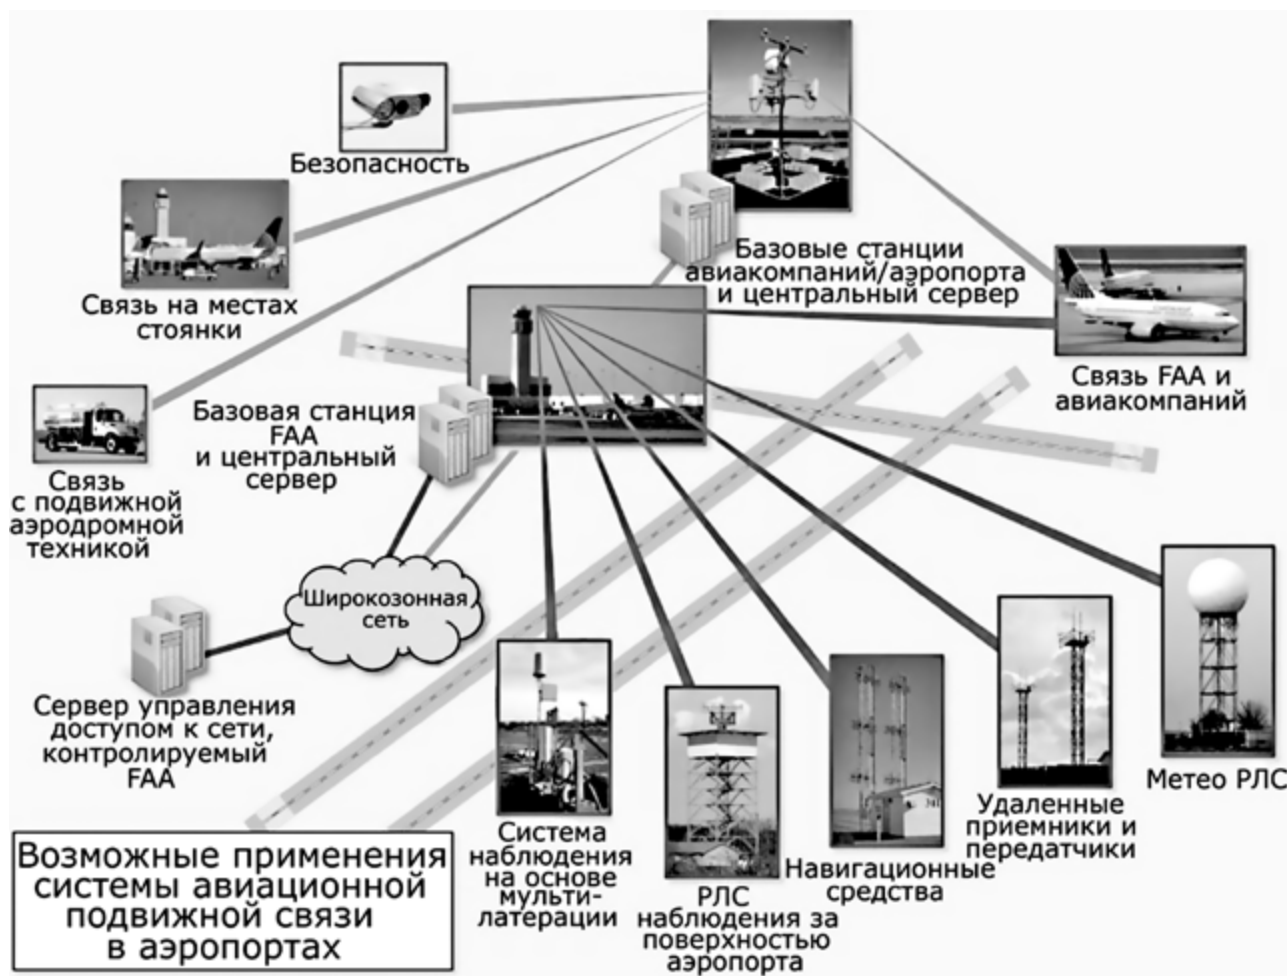 Безопасность
Связь на местах
стоянки
Базовые станции
авиакомпаний/аэропорта
и центральный сервер
Связь FAA и
авиакомпаний
Связь
с подвижной
аэродромной
техникой
Базовая станция
FAA
и центральный
сервер
Широкозонная
сеть
Сервер управления
доступом к сети,
контролируемый
FAA
Система
наблюдения
на основе
мульти-
латерации
РЛС
наблюдения за
поверхностью
аэропорта
Навигационные
средства
Удаленные
приемники и
передатчики
Метео РЛС
Возможные применения
системы авиационной
подвижной связи
в аэропортах